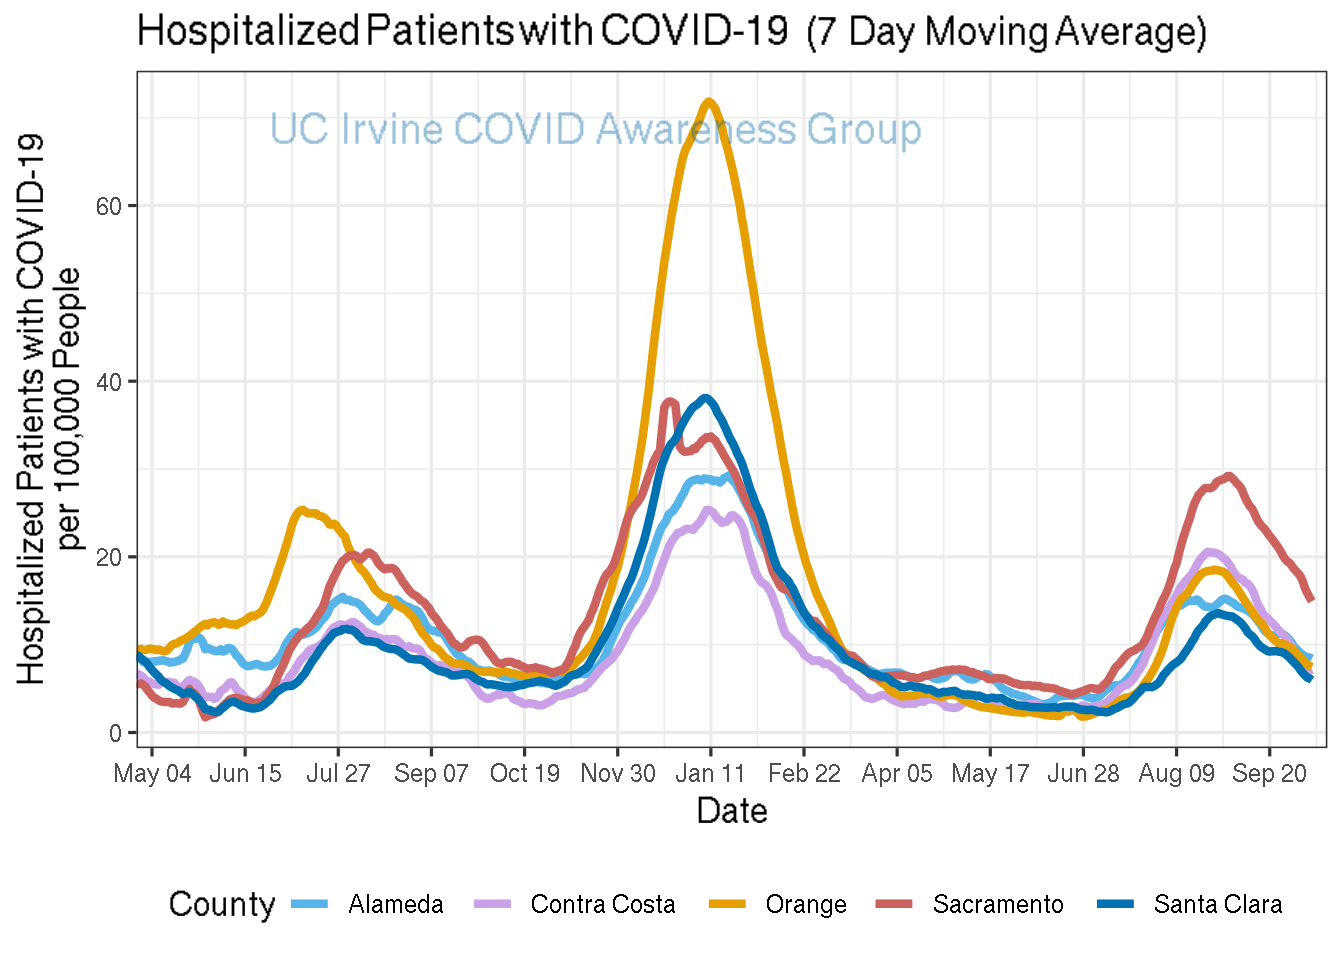 Hospitalized Patients with COVID-19 (7 Day Moving Average)
UC Irvine COVID Awareness Group
Hospitalized Patients with COVID-19
per 100,000 People
60
40
20
0
May 04 Jun 15 Jul 27 Sep 07 Oct 19 Nov 30 Jan 11 Feb 22 Apr 05 May 17 Jun 28 Aug 09 Sep 20
Date
County Alameda Contra Costa Orange Sacramento Santa Clara